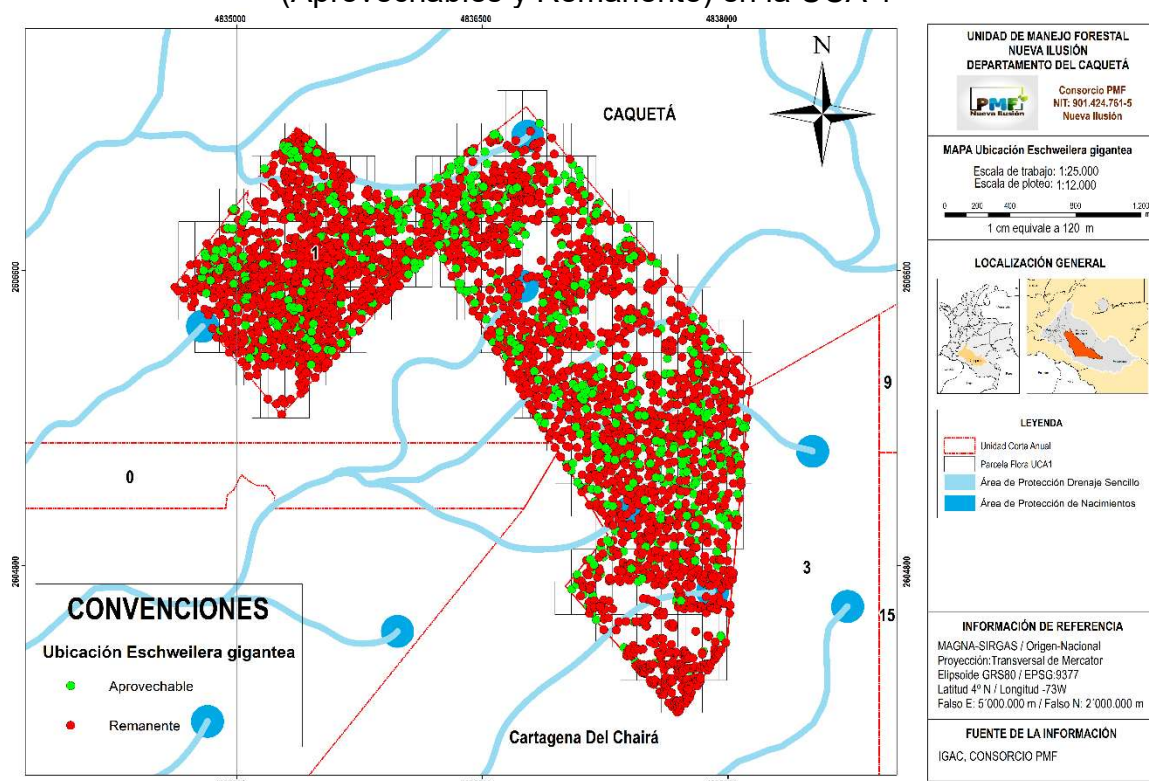 (Aprovechables y Remanente) en la UCA 1
4835000
4836500
4838000
N
CAQUETÁ
2606600
2606600
1
9
0
3
15
2604800
2604800
CONVENCIONES
Ubicación Eschweilera gigantea
Aprovechable
Remanente
Cartagena Del Chairá
UNIDAD DE MANEJO FORESTAL
NUEVA ILUSIÓN
DEPARTAMENTO DEL CAQUETÁ
PMF
Nueva Ilusión
Consorcio PMF
NIT: 901.424.761-5
Nueva Ilusión
MAPA Ubicación Eschweilera gigantea
Escala de trabajo: 1:25.000
Escala de ploteo: 1:12.000
0 200 400 800 1.200
m
1 cm equivale a 120 m
LOCALIZACIÓN GENERAL
LEYENDA
Unidad Corta Anual
Parcela Flora UCA1
Área de Protección Drenaje Sencillo
Área de Protección de Nacimientos
INFORMACIÓN DE REFERENCIA
MAGNA-SIRGAS / Origen-Nacional
Proyección:Transversal de Mercator
Elipsoide GRS80 / EPSG:9377
Latitud 4º N / Longitud -73W
Falso E: 5´000.000 m / Falso N: 2´000.000 m
FUENTE DE LA INFORMACIÓN
IGAC, CONSORCIO PMF